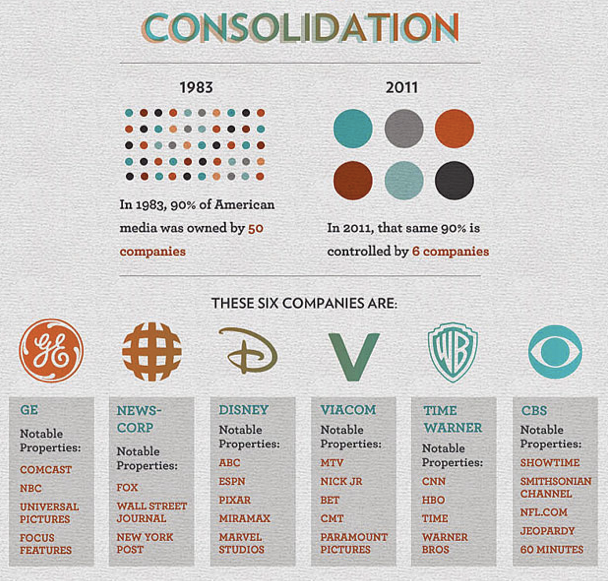 CONSOLIDATION
1983
2011
In 1983, 90% of American
media was owned by 50
companies
In 2011, that same 90% is
controlled by 6 companies
THESE SIX COMPANIES ARE:
GE
D
V
WB
GE
Notable
Properties:
COMCAST
NBC
UNIVERSAL
PICTURES
FOCUS
FEATURES
NEWS-
CORP
Notable
Properties:
FOX
WALL STREET
JOURNAL
NEW YORK
POST
DISNEY
Notable
Properties:
ABC
ESPN
PIXAR
MIRAMAX
MARVEL
STUDIOS
VIACOM
Notable
Properties:
MTV
NICK JR
BET
CMT
PARAMOUNT
PICTURES
TIME
WARNER
Notable
Properties:
CNN
HBO
TIME
WARNER
BROS
CBS
Notable
Properties:
SHOWTIME
SMITHSONIAN
CHANNEL
NFL.COM
JEOPARDY
60 MINUTES